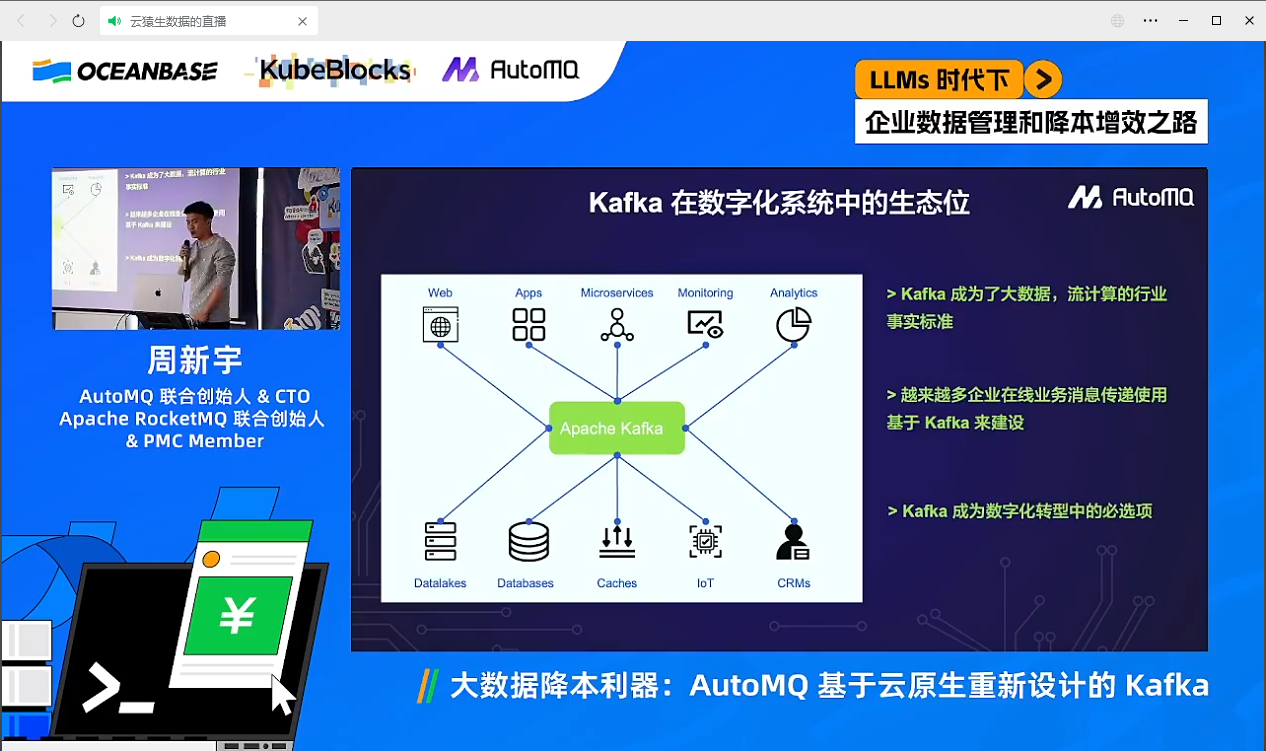 云猿生数据的直播
OCEANBASE
KubeBlocks
AutoMQ
LLMs 时代下
企业数据管理和降本增效之路
周新宇
AutoMQ 联合创始人 & CTO
Apache RocketMQ 联合创始人
& PMC Member
Kafka 在数字化系统中的生态位
AutoMQ
Web
Apps
Microservices
Monitoring
Analytics
Apache Kafka
Datalakes
Databases
Caches
IoT
CRMs
> Kafka 成为了大数据，流计算的行业
事实标准
> 越来越多企业在线业务消息传递使用
基于 Kafka 来建设
> Kafka 成为数字化转型中的必选项
¥
>_
大数据降本利器：AutoMQ 基于云原生重新设计的 Kafka